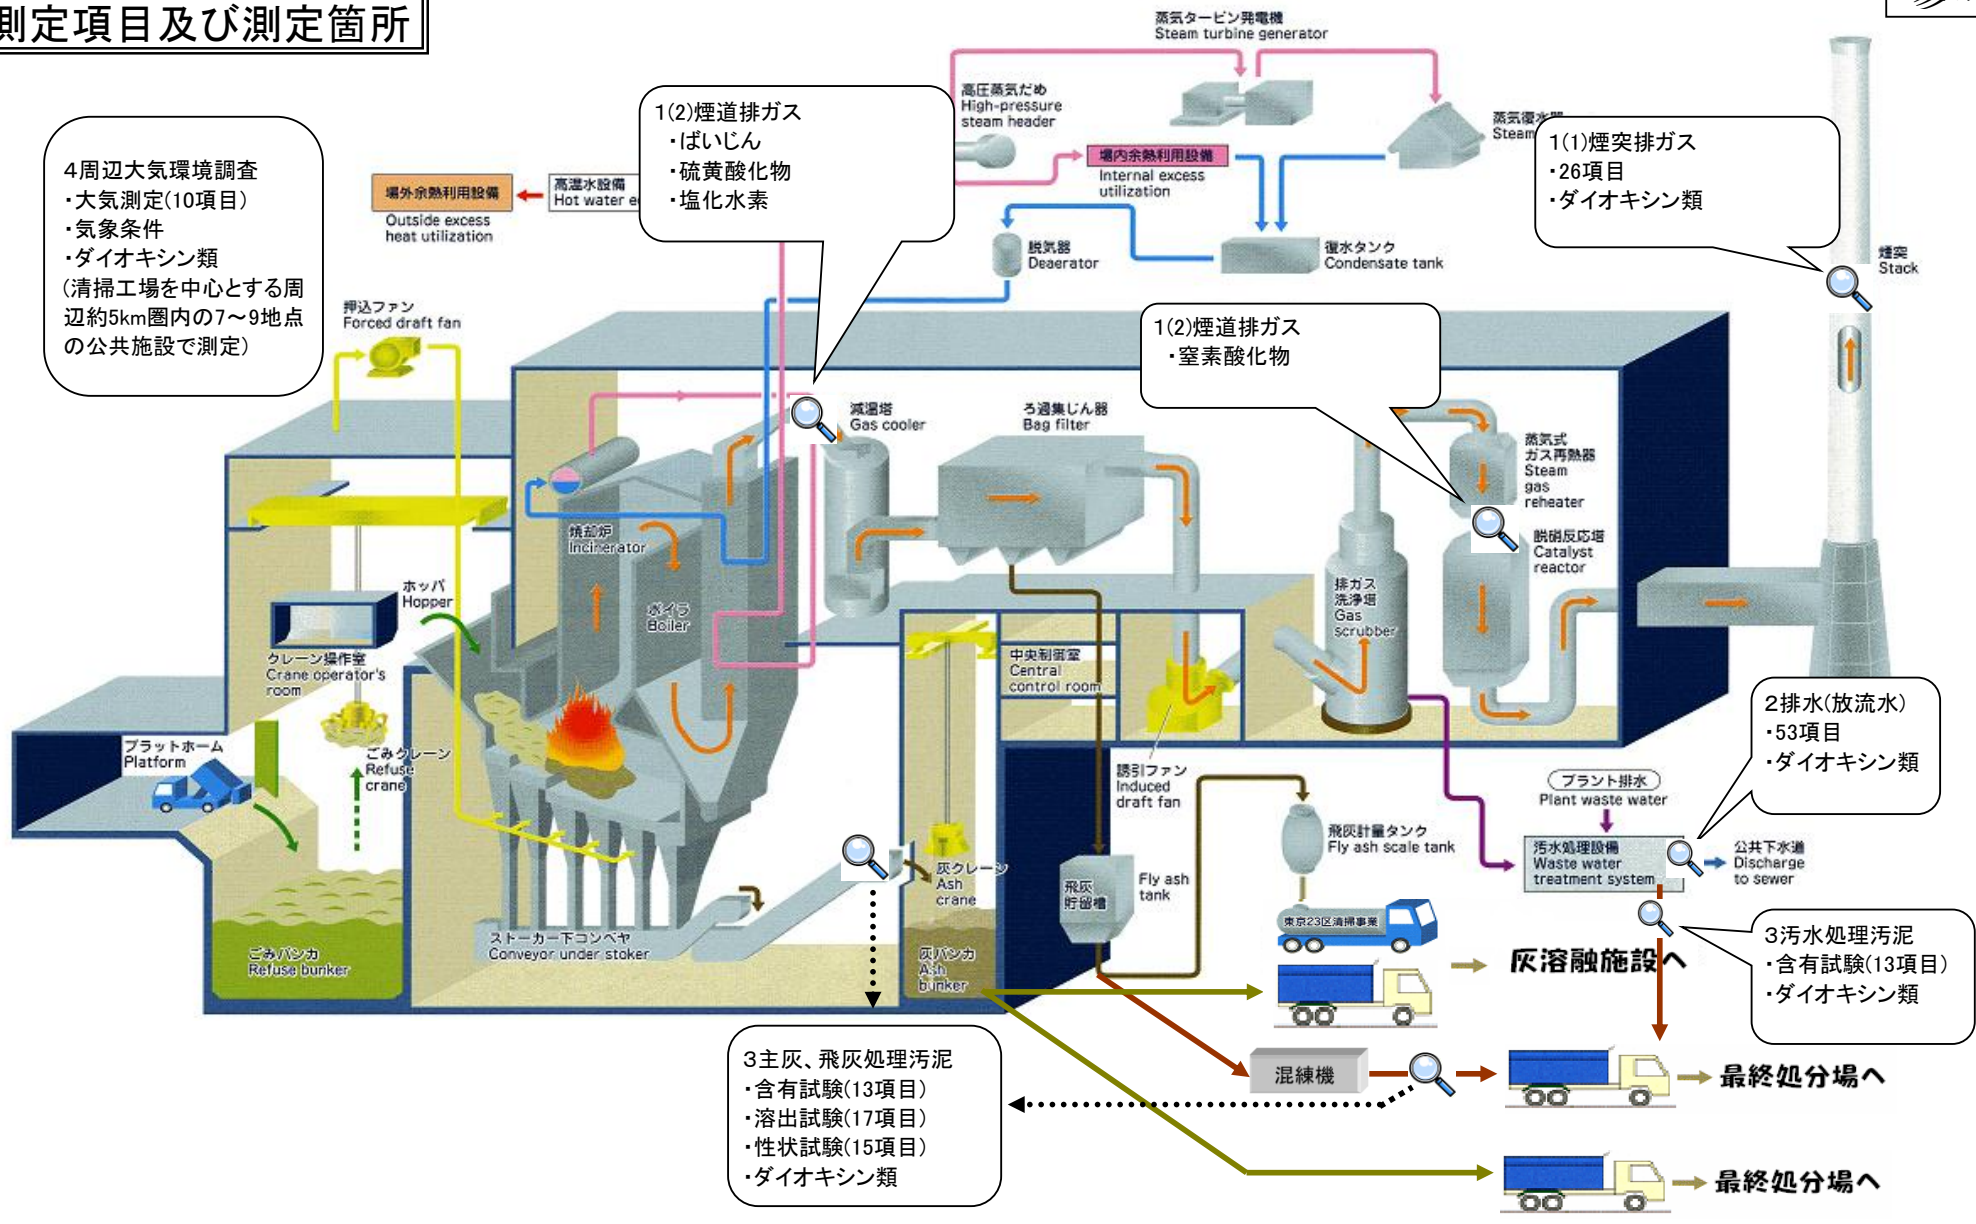 測定項目及び測定箇所
蒸気タービン発電機
Steam turbine generator
高圧蒸気だめ
High-pressure
steam header
蒸気復水器
Steam
1(2)煙道排ガス
・ばいじん
・硫黄酸化物
・塩化水素
1(1)煙突排ガス
・26項目
・ダイオキシン類
4周辺大気環境調査
・大気測定(10項目)
・気象条件
・ダイオキシン類
(清掃工場を中心とする周
辺約5km圏内の7～9地点
の公共施設で測定)
場外余熱利用設備
Outside excess
heat utilization
高温水設備
Hot water e
場内余熱利用設備
Internal excess
utilization
脱気器
Deaerator
復水タンク
Condensate tank
煙突
Stack
押込ファン
Forced draft fan
1(2)煙道排ガス
・窒素酸化物
減温塔
Gas cooler
ろ過集じん器
Bag filter
蒸気式
ガス再熱器
Steam
gas
reheater
焼却炉
Incinerator
脱硝反応塔
Catalyst
reactor
ホッパ
Hopper
ボイラ
Boiler
排ガス
洗浄塔
Gas
scrubber
クレーン操作室
Crane operator's
room
中央制御室
Central
control room
プラットホーム
Platform
ごみクレーン
Refuse
crane
誘引ファン
Induced
draft fan
2排水(放流水)
・53項目
・ダイオキシン類
プラント排水
Plant waste water
飛灰計量タンク
Fly ash scale tank
汚水処理設備
Waste water
treatment system
公共下水道
Discharge
to sewer
灰クレーン
Ash
crane
飛灰
貯留槽
Fly ash
tank
東京23区清掃事業
ごみバンカ
Refuse bunker
ストーカー下コンベヤ
Conveyor under stoker
灰バンカ
Ash
bunker
灰溶融施設へ
3汚水処理汚泥
・含有試験(13項目)
・ダイオキシン類
3主灰、飛灰処理汚泥
・含有試験(13項目)
・溶出試験(17項目)
・性状試験(15項目)
・ダイオキシン類
混練機
最終処分場へ
最終処分場へ